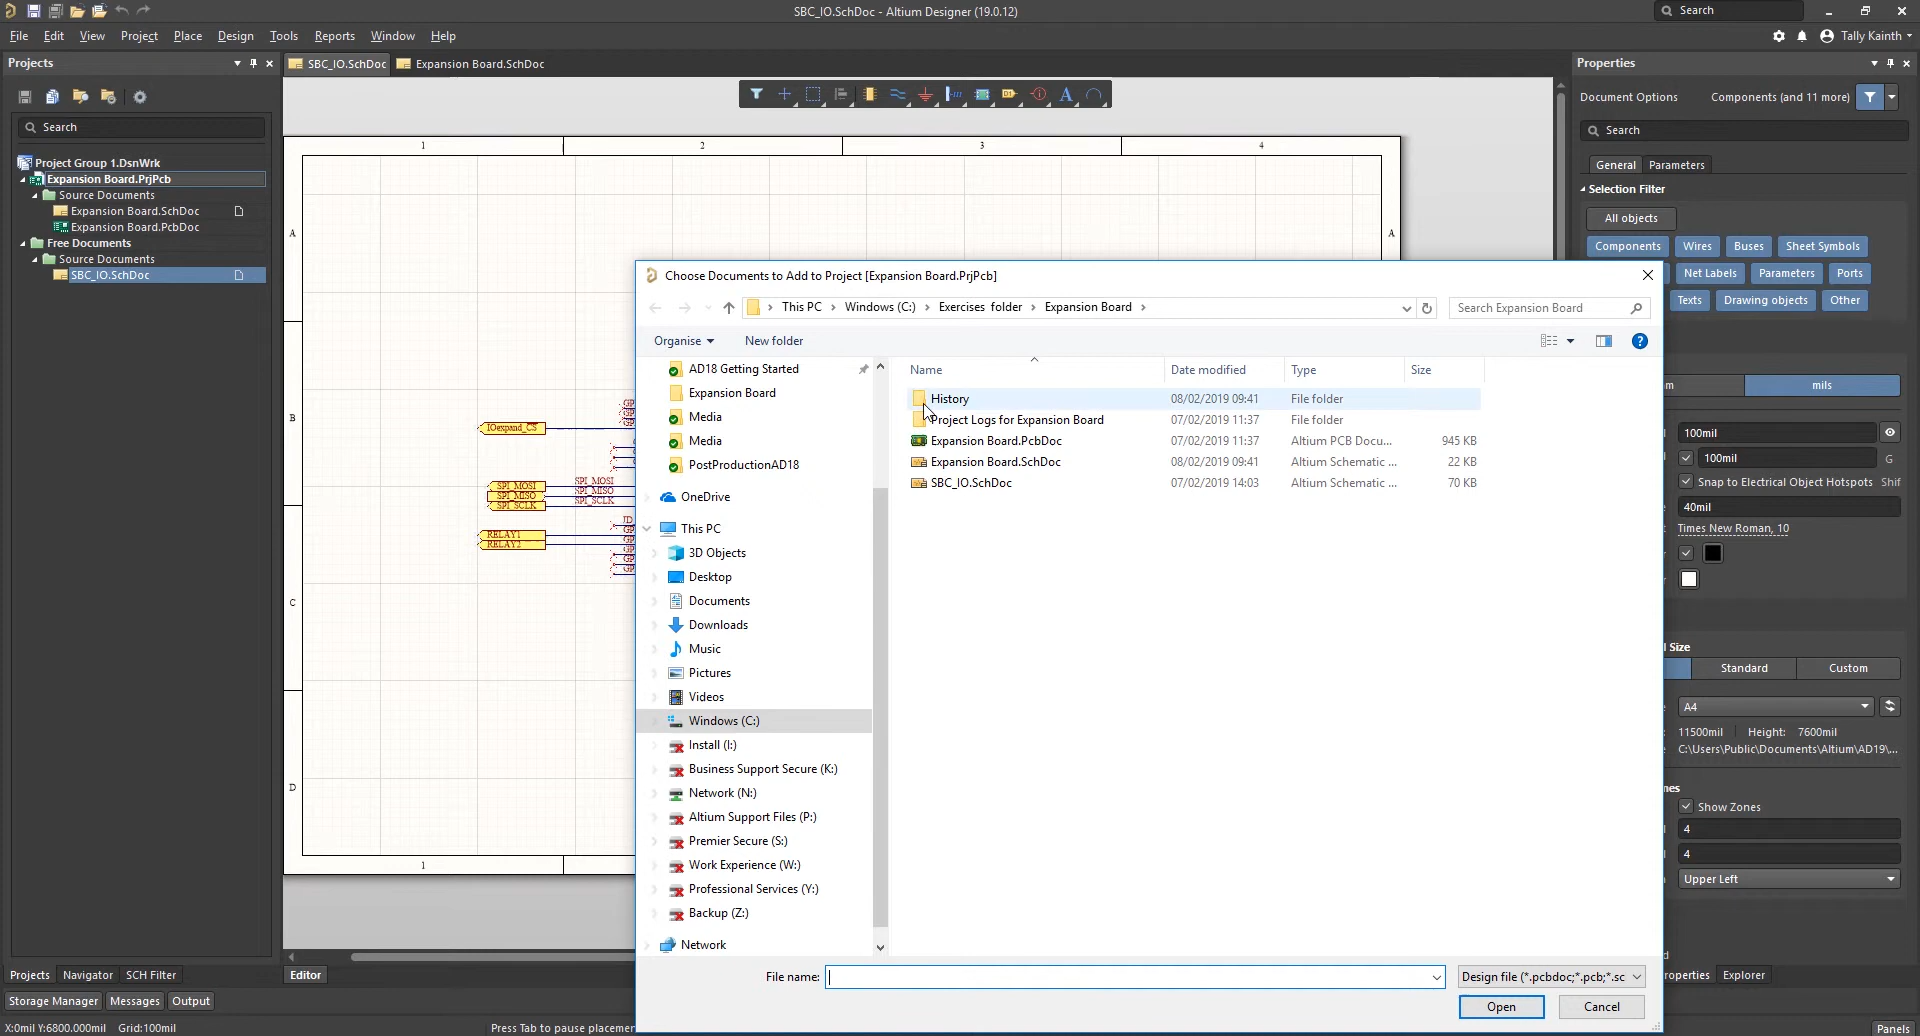 SBC_IO.SchDoc - Altium Designer (19.0.12)
Search
File Edit View Project Place Design Tools Reports Window Help
Tally Kainth
Projects
SBC_IO.SchDoc
Expansion Board.SchDoc
Properties
Document Options
Components (and 11 more)
Search
Search
General
Parameters
Project Group 1.DsnWrk
Expansion Board.PrjPcb
Source Documents
Expansion Board.SchDoc
Expansion Board.PcbDoc
Free Documents
Source Documents
SBC_IO.SchDoc
1 2 3 4
A
B
C
D
A
1
IOexpand_CS
SPI_MOSI
SPI_MISO
SPI_SCLK
SPI_MOSI
SPI_MISO
SPI_SCLK
RELAY1
RELAY2
Selection Filter
All objects
Components Wires Buses Sheet Symbols
Net Labels Parameters Ports
Texts Drawing objects Other
mils
100mil
100mil
G
Snap to Electrical Object Hotspots Shif
40mil
Times New Roman, 10
l Size
Standard Custom
A4
11500mil Height: 7600mil
C:\Users\Public\Documents\Altium\AD19\...
Show Zones
4
4
Upper Left
Choose Documents to Add to Project [Expansion Board.PrjPcb]
This PC > Windows (C:) > Exercises folder > Expansion Board >
Search Expansion Board
Organise
New folder
AD18 Getting Started
Expansion Board
Media
Media
PostProductionAD18
OneDrive
This PC
3D Objects
Desktop
Documents
Downloads
Music
Pictures
Videos
Windows (C:)
Install (I:)
Business Support Secure (K:)
Network (N:)
Altium Support Files (P:)
Premier Secure (S:)
Work Experience (W:)
Professional Services (Y:)
Backup (Z:)
Network
Name Date modified Type Size
History 08/02/2019 09:41 File folder
Project Logs for Expansion Board 07/02/2019 11:37 File folder
Expansion Board.PcbDoc 07/02/2019 11:37 Altium PCB Docu... 945 KB
Expansion Board.SchDoc 08/02/2019 09:41 Altium Schematic ... 22 KB
SBC_IO.SchDoc 07/02/2019 14:03 Altium Schematic ... 70 KB
File name:
Design file (*.pcbdoc;*.pcb;*.sc
Open
Cancel
Projects Navigator SCH Filter
Editor
roperties
Explorer
Storage Manager Messages Output
X:0mil Y:6800.000mil Grid:100mil
Press Tab to pause placemen
Panels